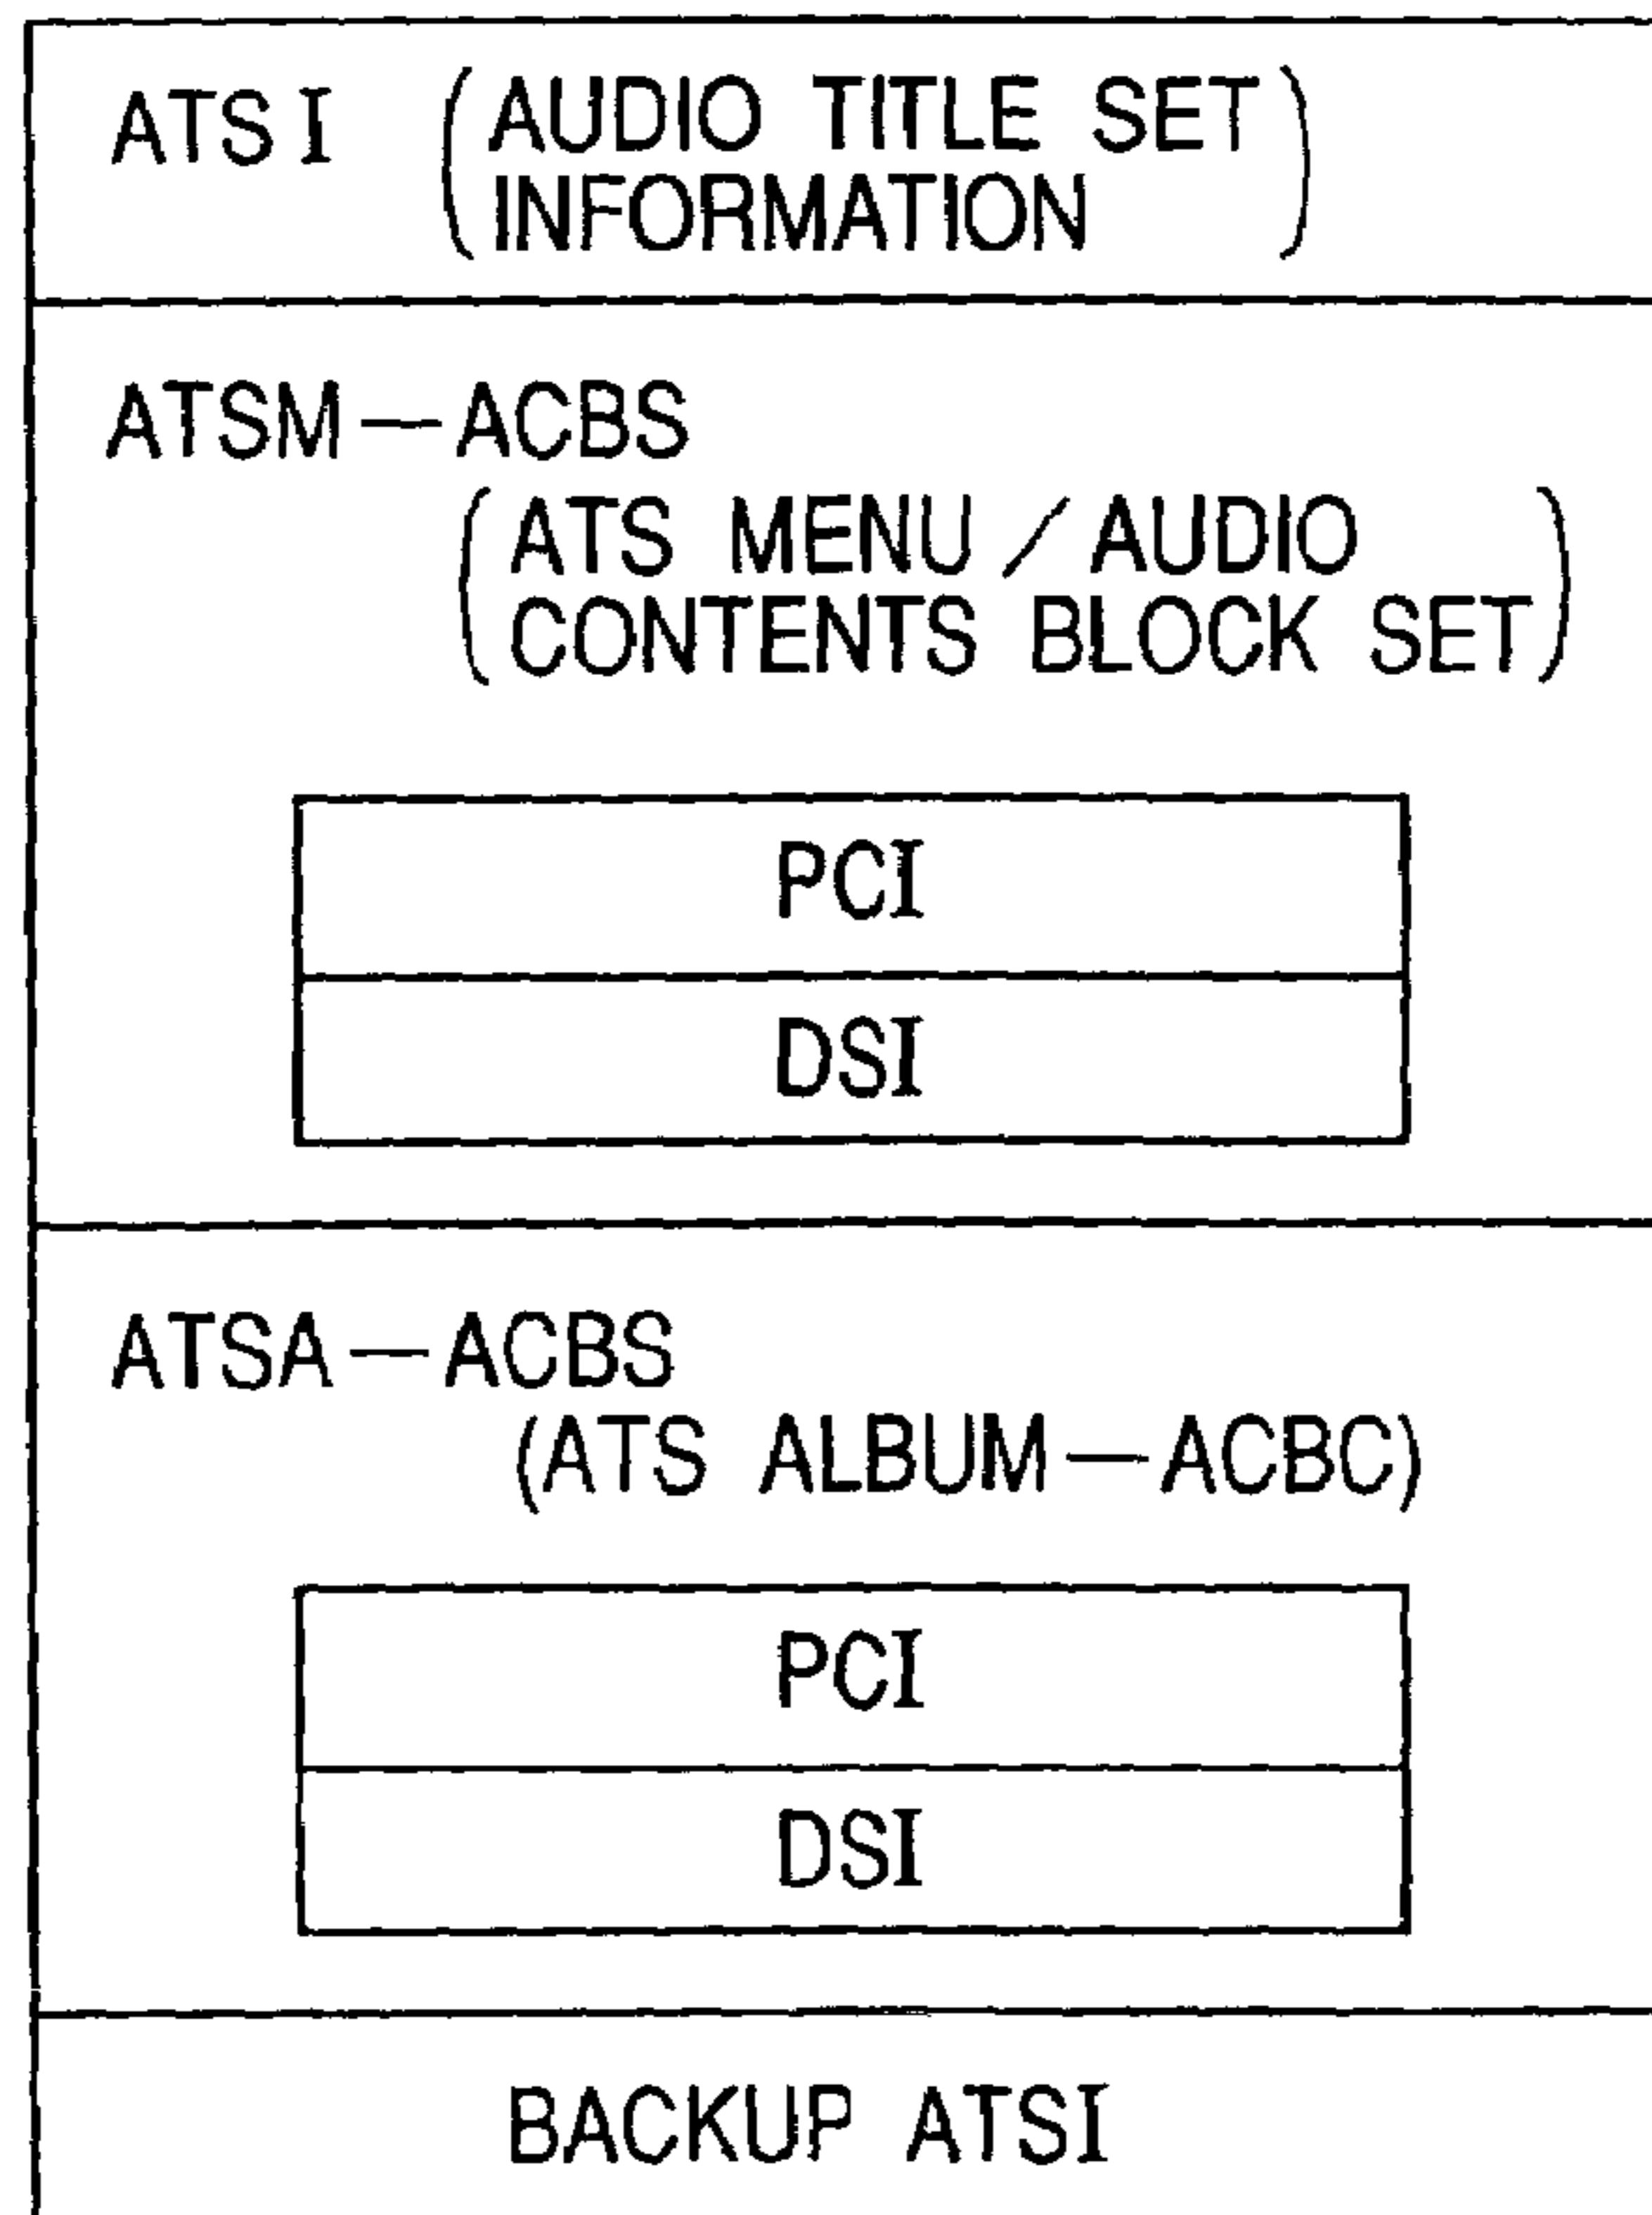 ATSI (AUDIO TITLE SET
INFORMATION)
ATSM—ACBS
(ATS MENU/AUDIO
CONTENTS BLOCK SET)
PCI
DSI
ATSA—ACBS
(ATS ALBUM—ACBC)
PCI
DSI
BACKUP ATSI